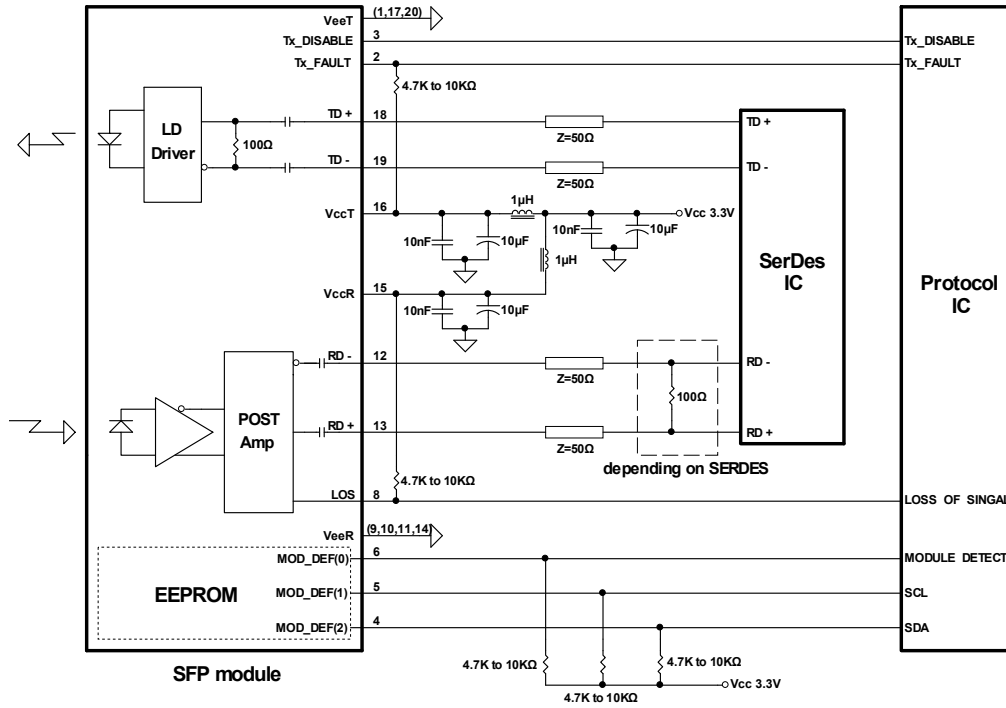 VeeT (1,17,20)
Tx_DISABLE 3 Tx_DISABLE
Tx_FAULT 2 Tx_FAULT
4.7K to 10KΩ
LD
Driver
100Ω
TD + 18 TD +
Z=50Ω
TD - 19 TD -
Z=50Ω
VccT 16
1μH
Vcc 3.3V
10nF 10μF
10nF 10μF
1μH
VccR 15
10nF 10μF
SerDes
IC
Protocol
IC
RD - 12 RD -
Z=50Ω
100Ω
POST
Amp
RD + 13 RD +
Z=50Ω
depending on SERDES
4.7K to 10KΩ
LOS 8 LOSS OF SINGAL
VeeR (9,10,11,14)
MOD_DEF(0) 6 MODULE DETECT
EEPROM
MOD_DEF(1) 5 SCL
MOD_DEF(2) 4 SDA
4.7K to 10KΩ 4.7K to 10KΩ
4.7K to 10KΩ
Vcc 3.3V
SFP module